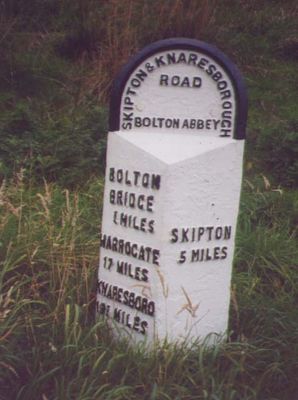 SKIPTON & KNARESBOROUGH
ROAD
BOLTON ABBEY
BOLTON
BRIDGE
1 MILES
HARROGATE
17 MILES
KNARESBORO
MILES
SKIPTON
5 MILES